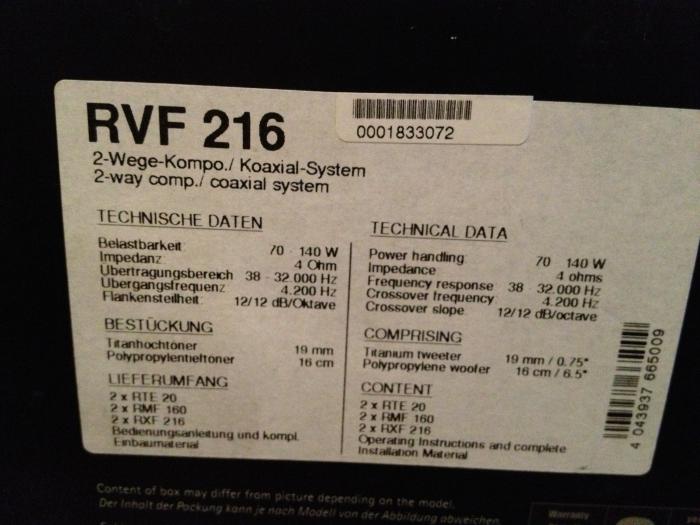 RVF 216
0001833072
2-Wege-Kompo./ Koaxial-System
2-way comp./ coaxial system
TECHNISCHE DATEN
Belastbarkeit 70 - 140 W
Impedanz 4 Ohm
Übertragungsbereich 38 - 32.000 Hz
Übergangsfrequenz 4.200 Hz
Flankensteilheit 12/12 dB/Oktave
BESTÜCKUNG
Titanhochtöner 19 mm
Polypropylentieftöner 16 cm
LIEFERUMFANG
2 x RTE 20
2 x RMF 160
2 x RXF 216
Bedienungsanleitung und kompl.
Einbaumaterial
TECHNICAL DATA
Power handling 70 - 140 W
Impedance 4 ohms
Frequency response 38 - 32.000 Hz
Crossover frequency 4.200 Hz
Crossover slope 12/12 dB/octave
COMPRISING
Titanium tweeter 19 mm / 0.75"
Polypropylene woofer 16 cm / 6.5"
CONTENT
2 x RTE 20
2 x RMF 160
2 x RXF 216
Operating Instructions and complete
Installation Material
4 043937 665009
Content of box may differ from picture depending on the model.
Der Inhalt der Packung kann je nach Modell von der Abbildung abweichen.
Warranty